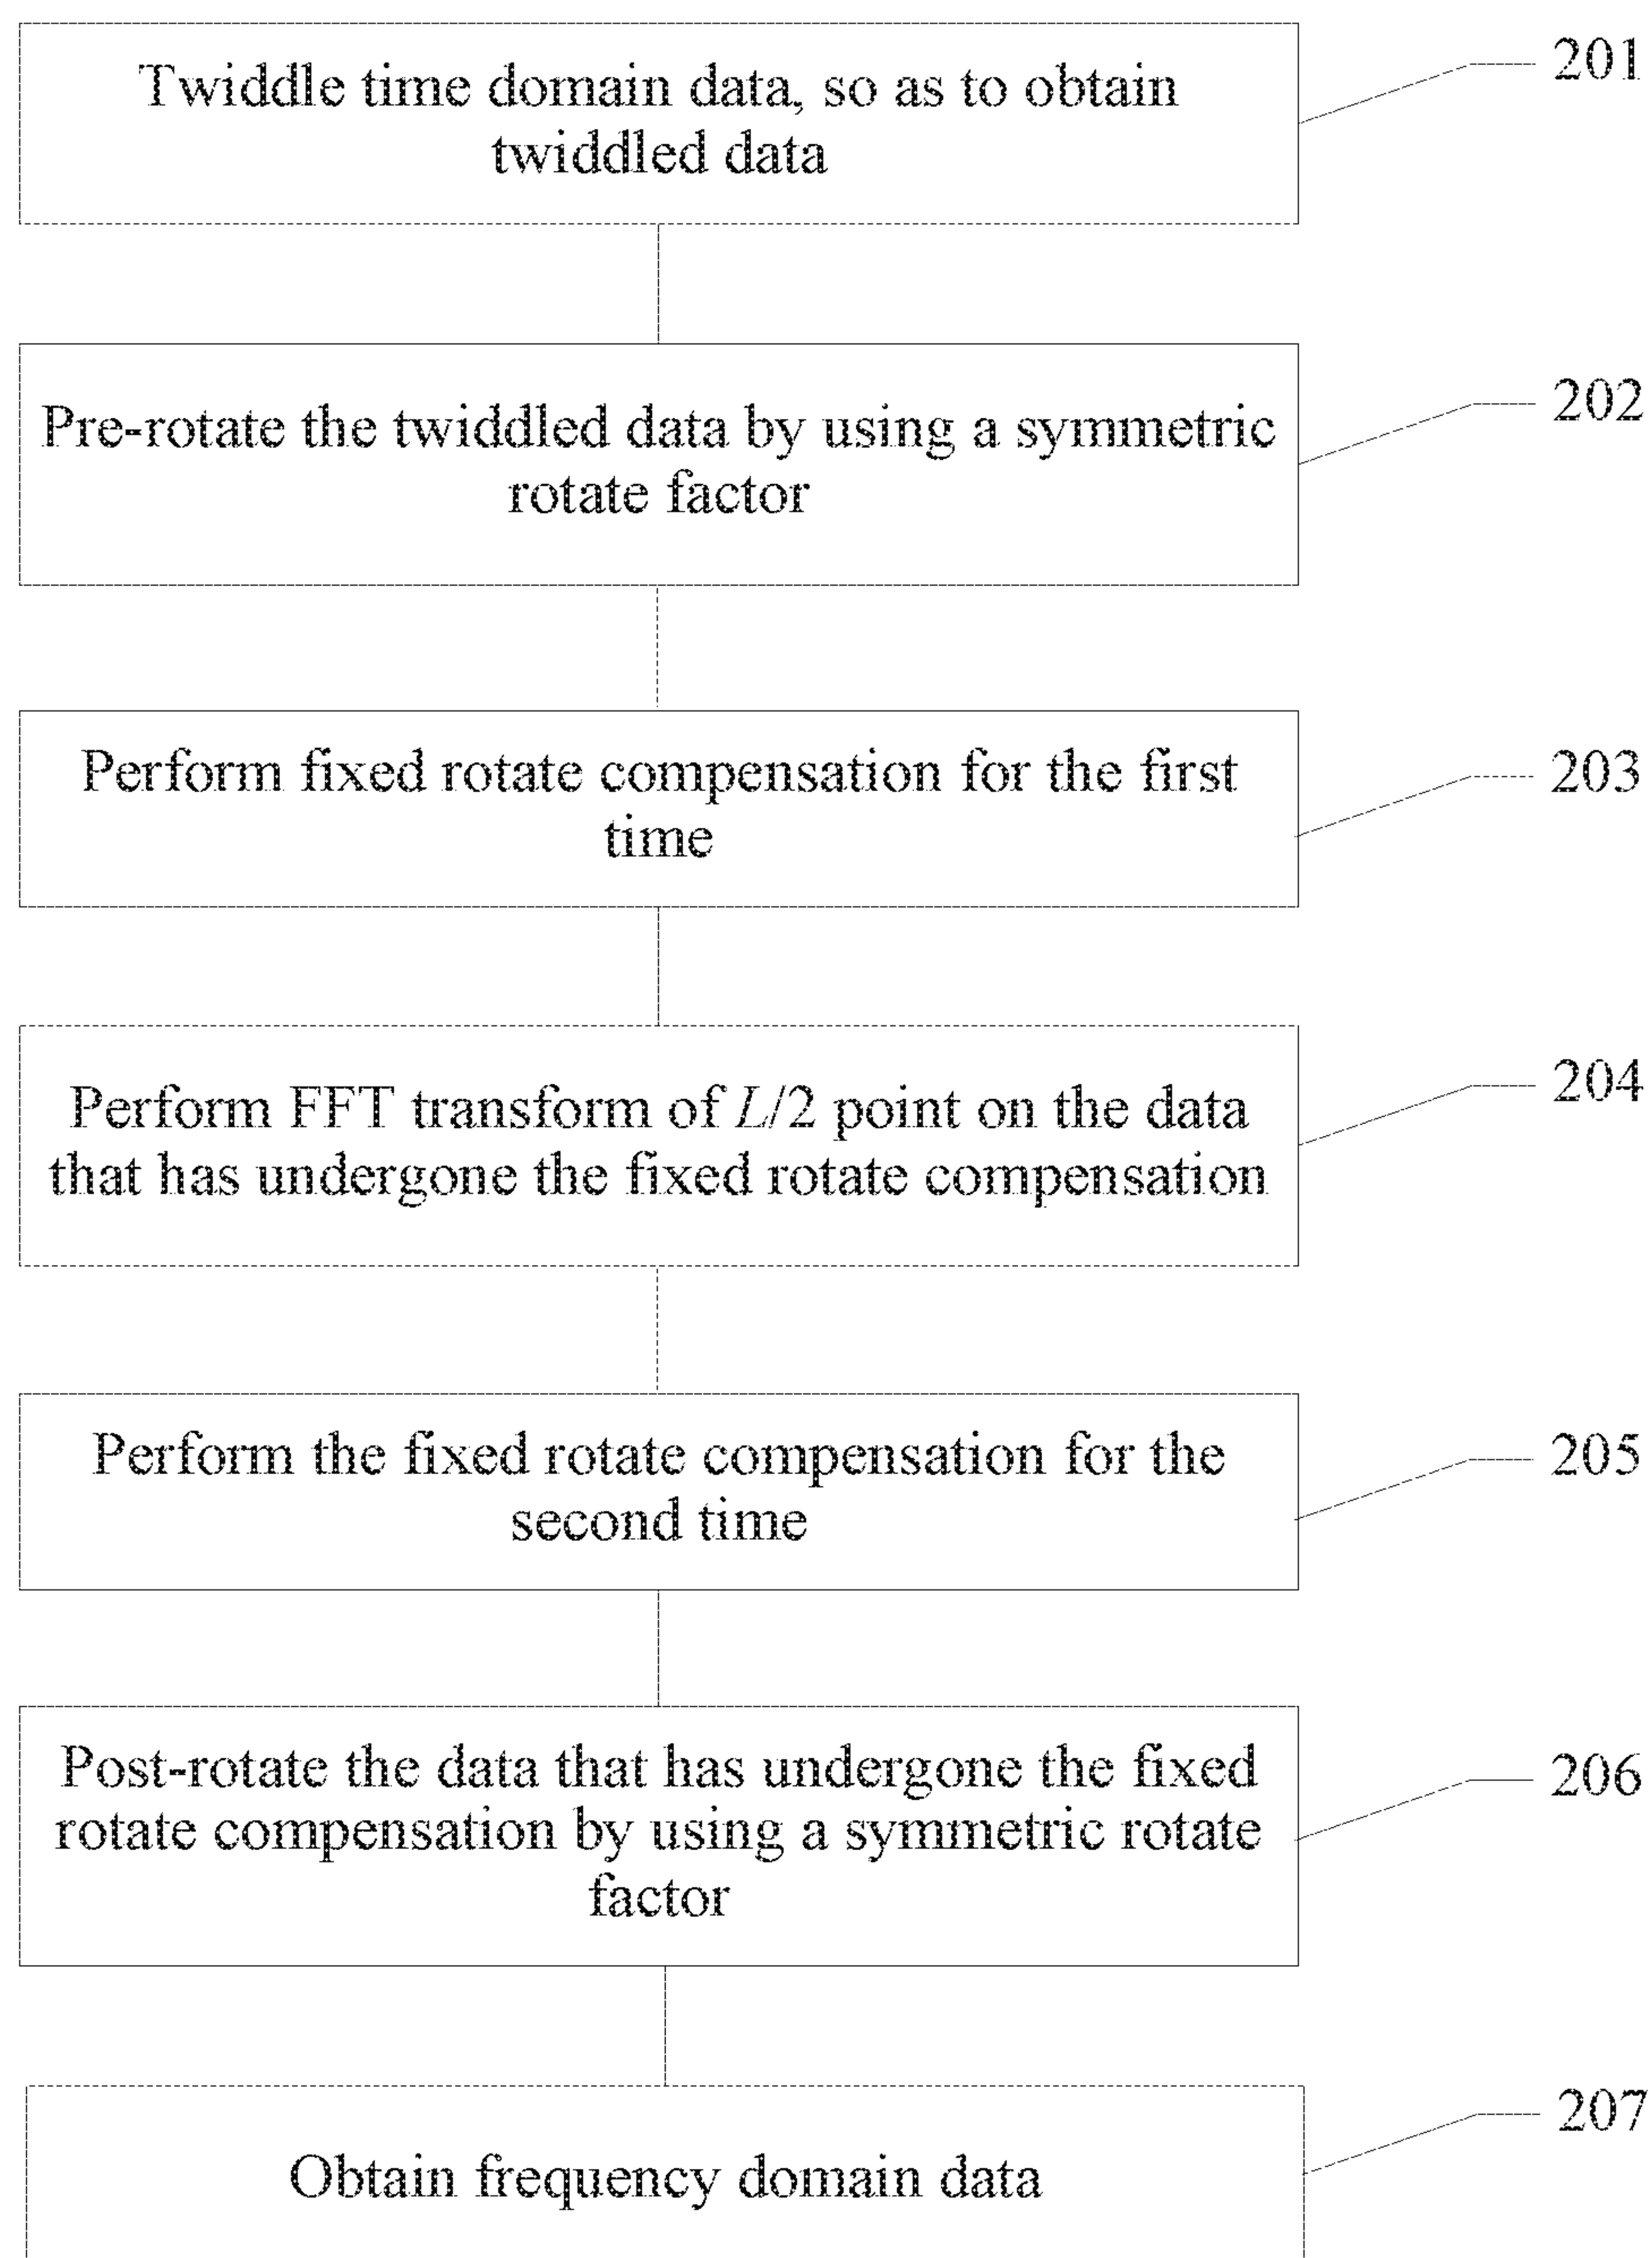 Twiddle time domain data, so as to obtain
twiddled data
201
Pre-rotate the twiddled data by using a symmetric
rotate factor
202
Perform fixed rotate compensation for the first
time
203
Perform FFT transform of L/2 point on the data
that has undergone the fixed rotate compensation
204
Perform the fixed rotate compensation for the
second time
205
Post-rotate the data that has undergone the fixed
rotate compensation by using a symmetric rotate
factor
206
Obtain frequency domain data
207